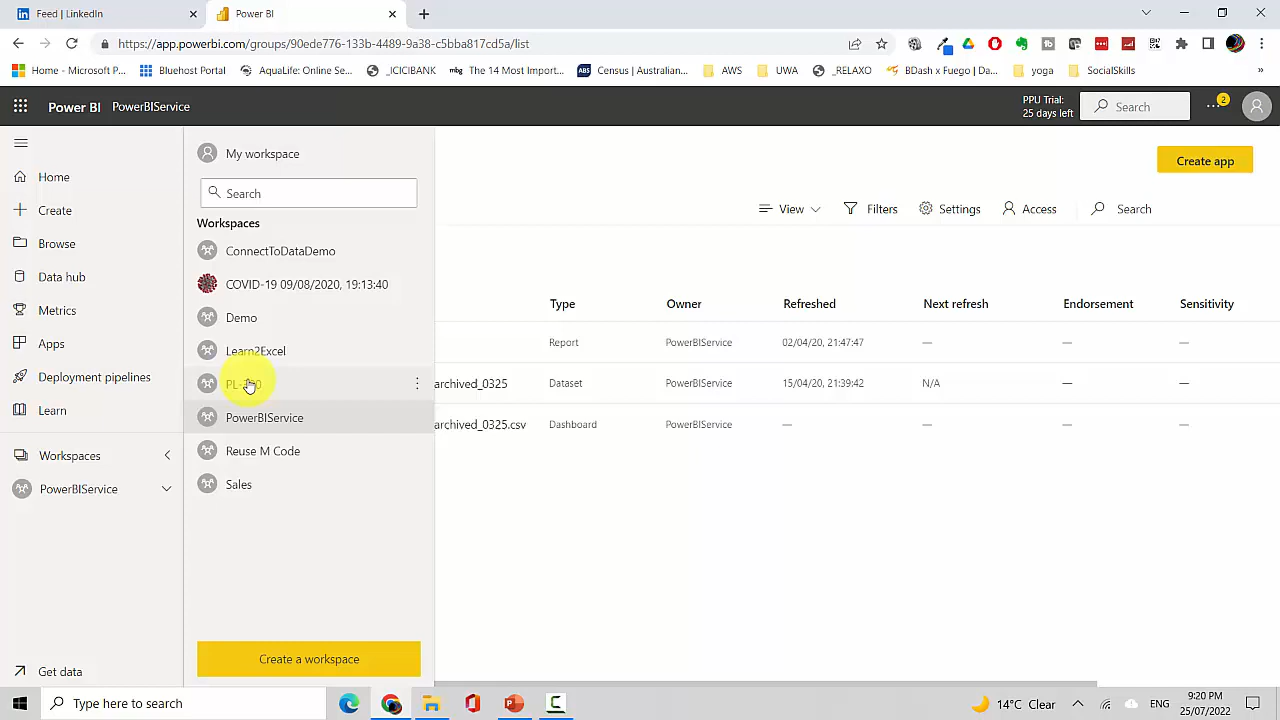 Feed | LinkedIn
Power BI
https://app.powerbi.com/groups/90ede776-133b-4489-9a38-c5bba817cd5a/list
Home - Microsoft P...
Bluehost Portal
AquaLife: Online Se...
_ICICIBANK
mbg The 14 Most Import...
ABS Census | Australian...
AWS
UWA
_RELAXO
BDash x Fuego | Da...
yoga
SocialSkills
»
Power BI PowerBIService
PPU Trial:
25 days left
Search
2
My workspace
Create app
Home
Search
Create
View
Filters
Settings
Access
Search
Workspaces
Browse
ConnectToDataDemo
Data hub
COVID-19 09/08/2020, 19:13:40
Type Owner Refreshed Next refresh Endorsement Sensitivity
Metrics
Demo
Apps
Learn2Excel
Report PowerBIService 02/04/20, 21:47:47 — — —
Deployment pipelines
archived_0325 Dataset PowerBIService 15/04/20, 21:39:42 N/A — —
Learn
PowerBIService
archived_0325.csv Dashboard PowerBIService — — — —
Workspaces
Reuse M Code
PowerBIService
Sales
Create a workspace
Get data
Type here to search
14°C Clear
ENG
9:20 PM
25/07/2022